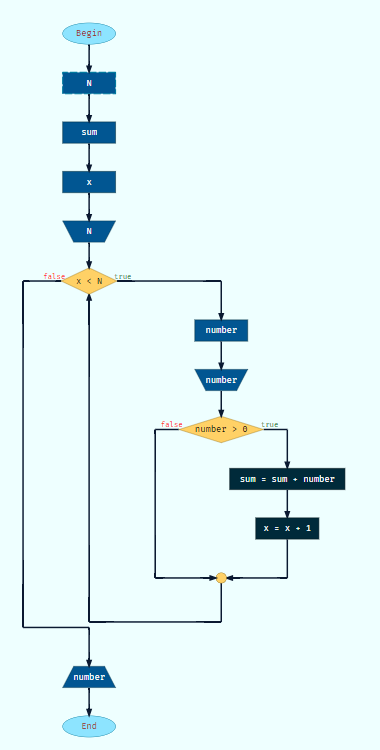 Begin
N
sum
x
N
false
x < N
true
number
number
false
number > 0
true
sum = sum + number
x = x + 1
number
End